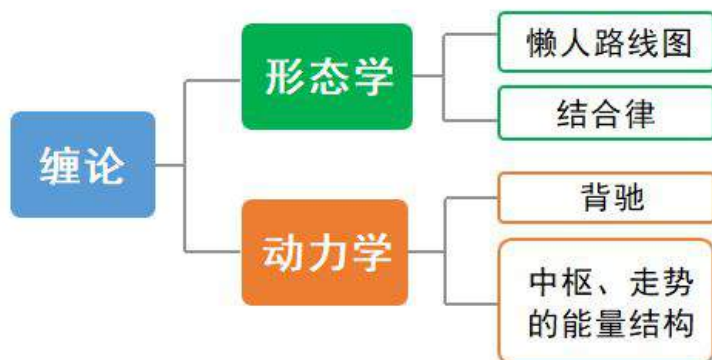 缠论
形态学
懒人路线图
结合律
动力学
背驰
中枢、走势
的能量结构